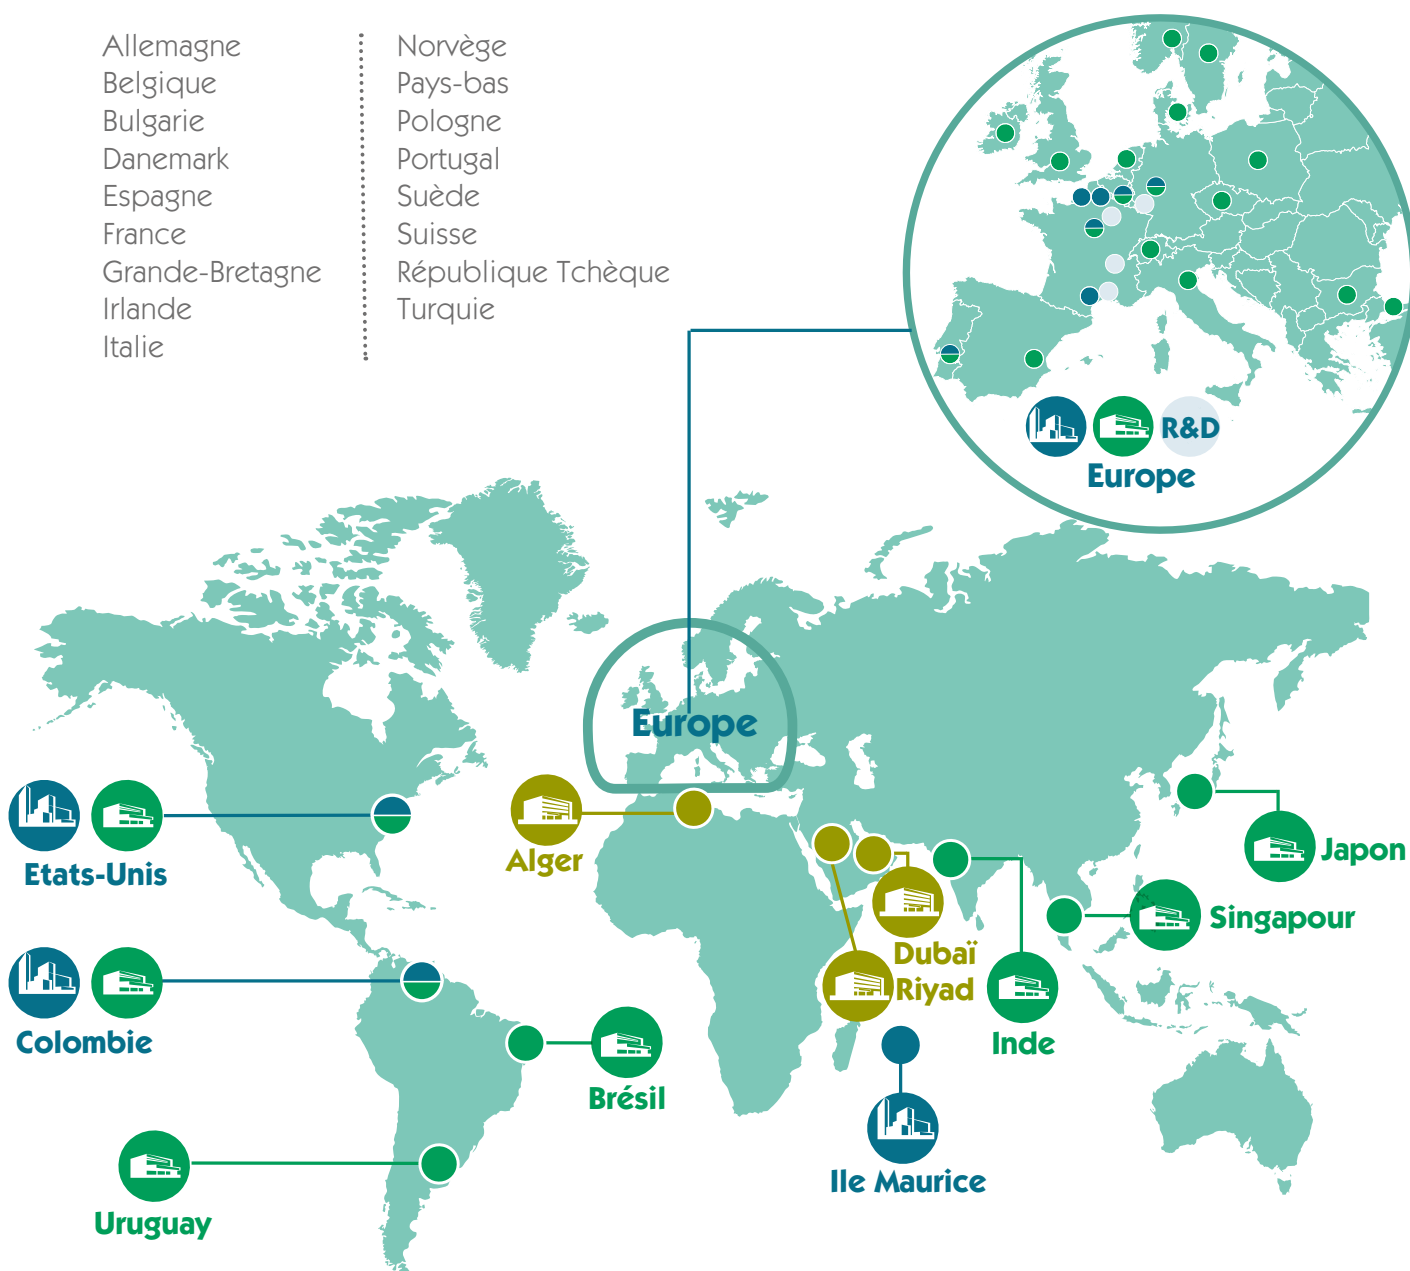 Allemagne
Belgique
Bulgarie
Danemark
Espagne
France
Grande-Bretagne
Irlande
Italie
Norvège
Pays-bas
Pologne
Portugal
Suède
Suisse
République Tchèque
Turquie
R&D
Europe
Europe
Etats-Unis
Alger
Japon
Singapour
Dubaï
Riyad
Colombie
Inde
Brésil
Ile Maurice
Uruguay